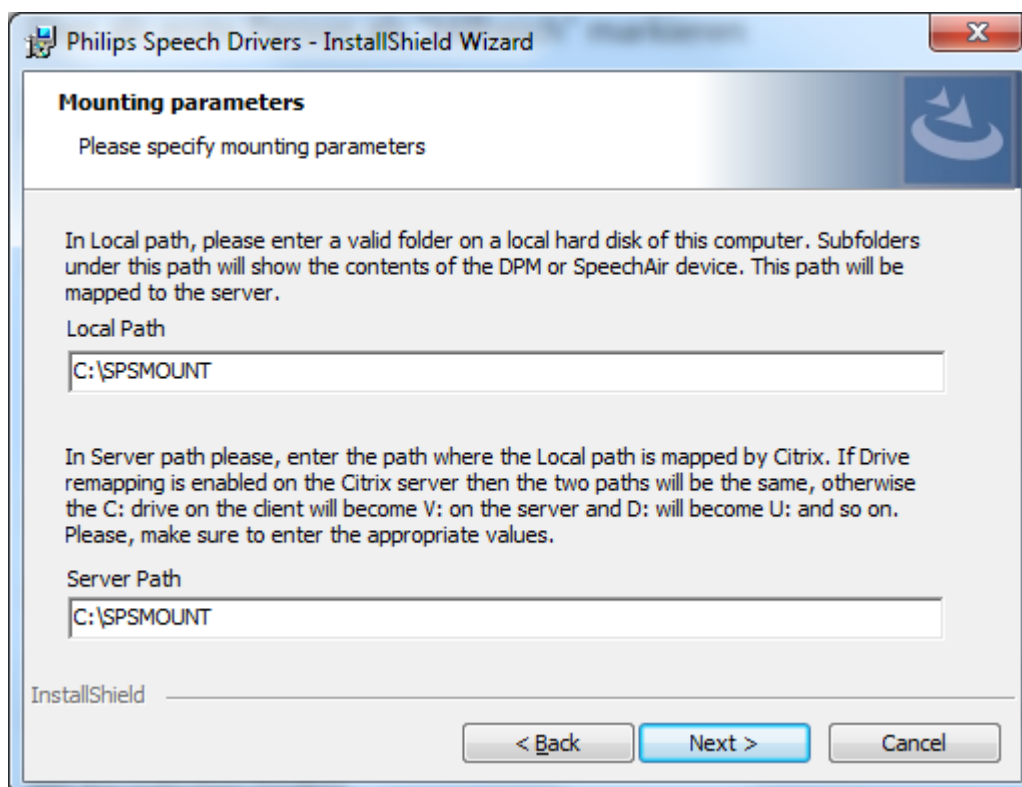 markieren
Philips Speech Drivers - InstallShield Wizard
Mounting parameters
Please specify mounting parameters
In Local path, please enter a valid folder on a local hard disk of this computer. Subfolders
under this path will show the contents of the DPM or SpeechAir device. This path will be
mapped to the server.
Local Path
C:\SPSMOUNT
In Server path please, enter the path where the Local path is mapped by Citrix. If Drive
remapping is enabled on the Citrix server then the two paths will be the same, otherwise
the C: drive on the client will become V: on the server and D: will become U: and so on.
Please, make sure to enter the appropriate values.
Server Path
C:\SPSMOUNT
InstallShield
< Back
Next >
Cancel